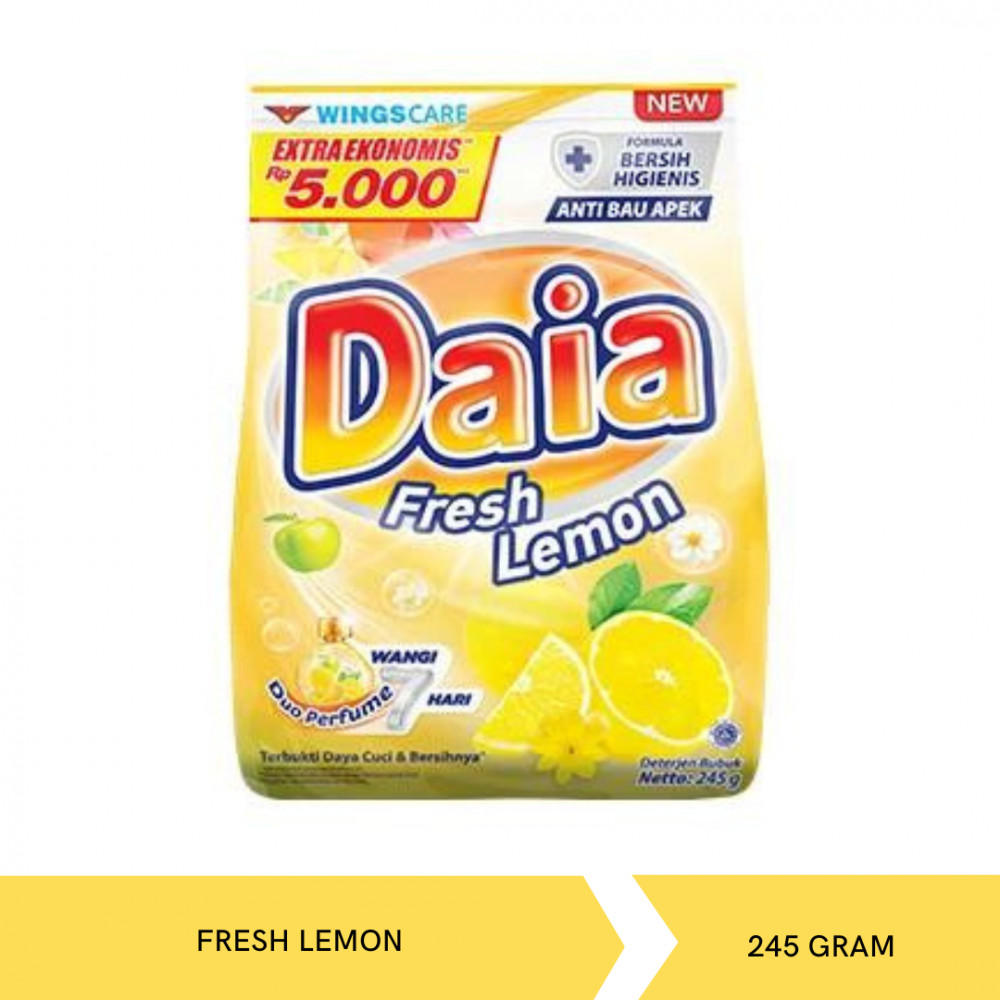 WINGSCARE
NEW
EXTRA EKONOMIS
Rp 5.000
FORMULA
BERSIH
HIGIENIS
ANTI BAU APEK
Daia
Fresh
Lemon
WANGI
7 HARI
Duo Perfume
Terbukti Daya Cuci & Bersihnya*
Deterjen Bubuk
Netto: 245 g
FRESH LEMON
245 GRAM